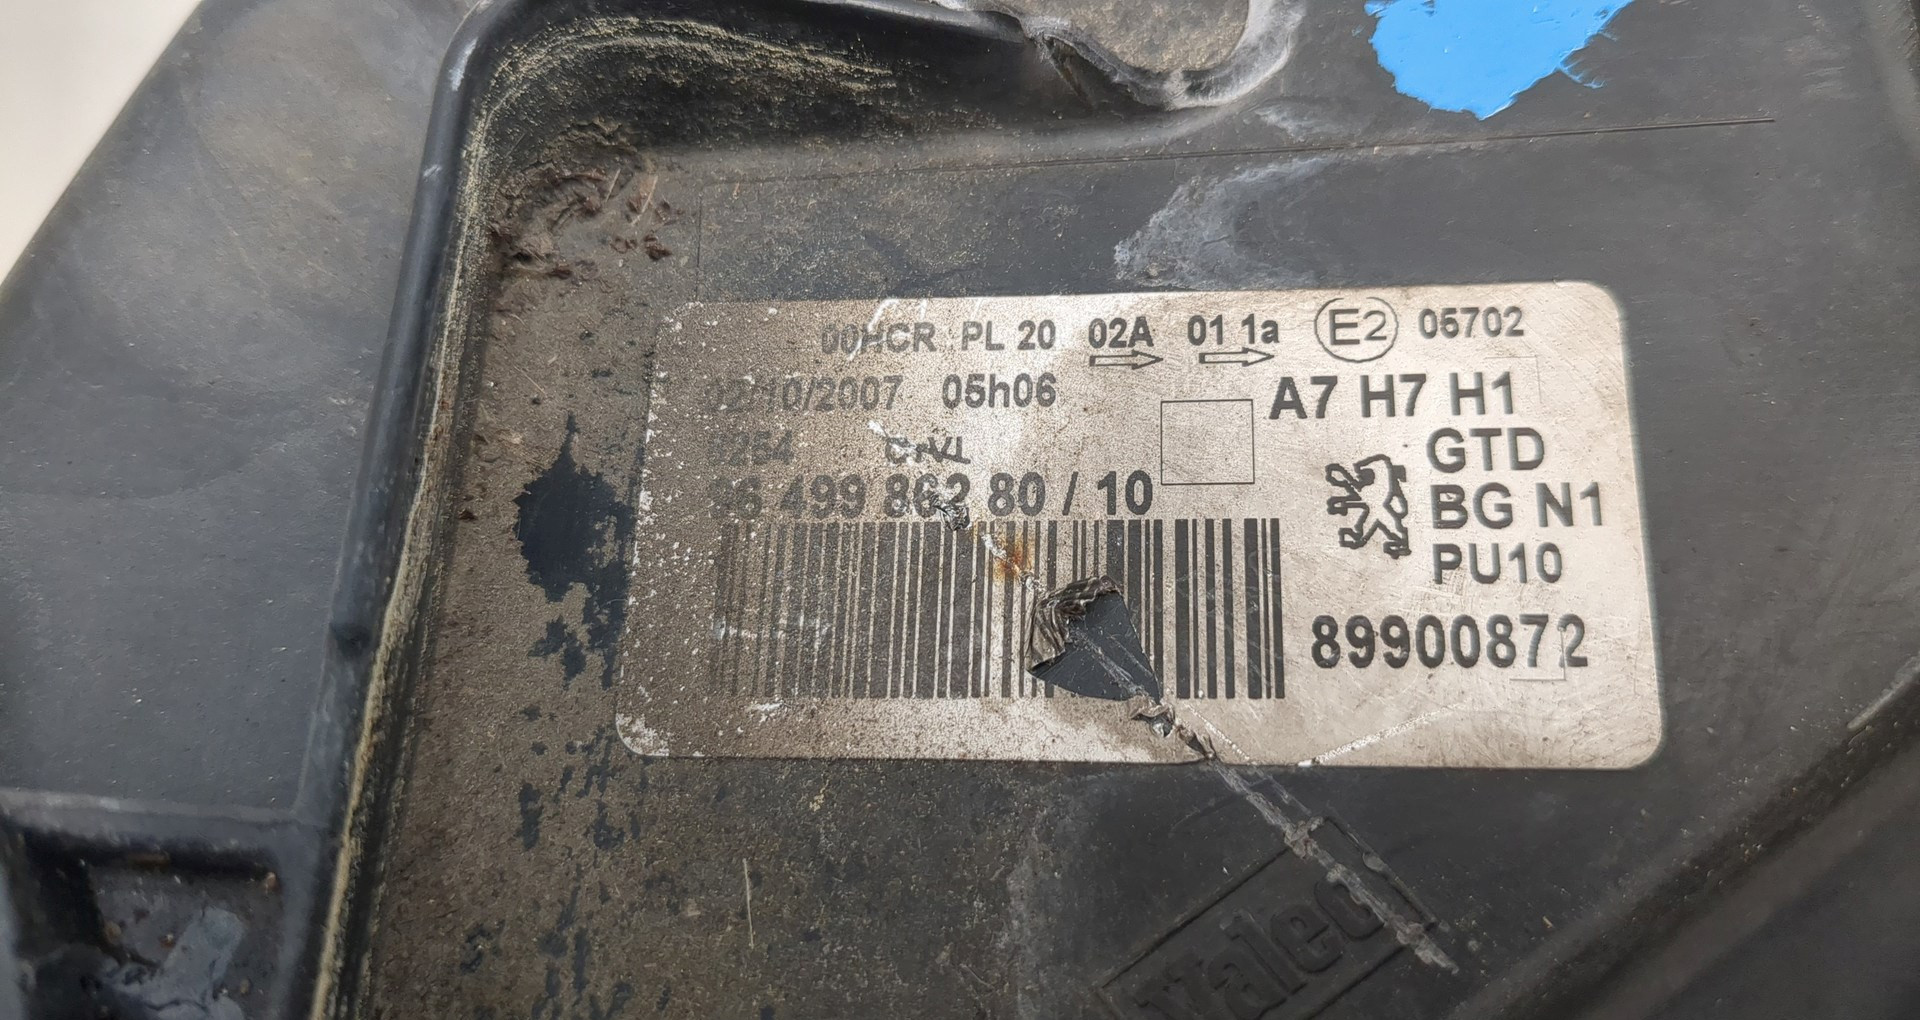 00HCR PL 20 02A 01 1a E2 05702
02/10/2007 05h06 A7 H7 H1
GTD
96 499 862 80 / 10 BG N1
PU10
89900872
Valeo